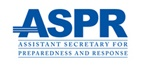 ASPR
ASSISTANT SECRETARY FOR
PREPAREDNESS AND RESPONSE